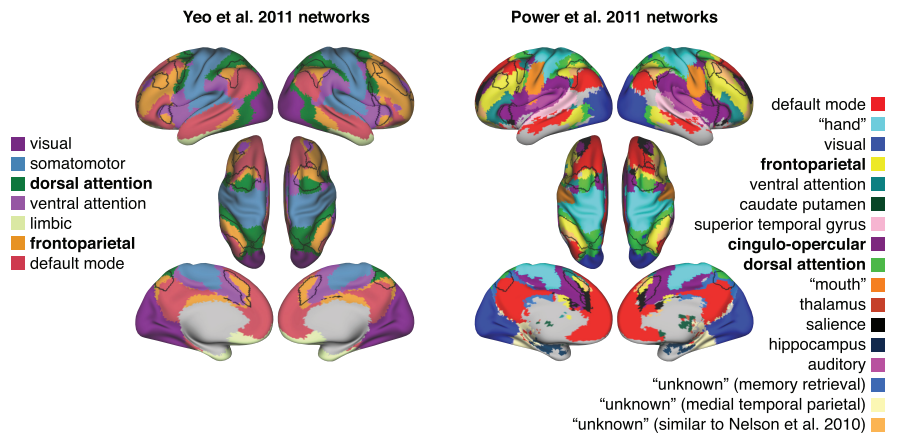 Yeo et al. 2011 networks
Power et al. 2011 networks
visual
somatomotor
dorsal attention
ventral attention
limbic
frontoparietal
default mode
default mode
“hand”
visual
frontoparietal
ventral attention
caudate putamen
superior temporal gyrus
cingulo-opercular
dorsal attention
“mouth”
thalamus
salience
hippocampus
auditory
“unknown” (memory retrieval)
“unknown” (medial temporal parietal)
“unknown” (similar to Nelson et al. 2010)